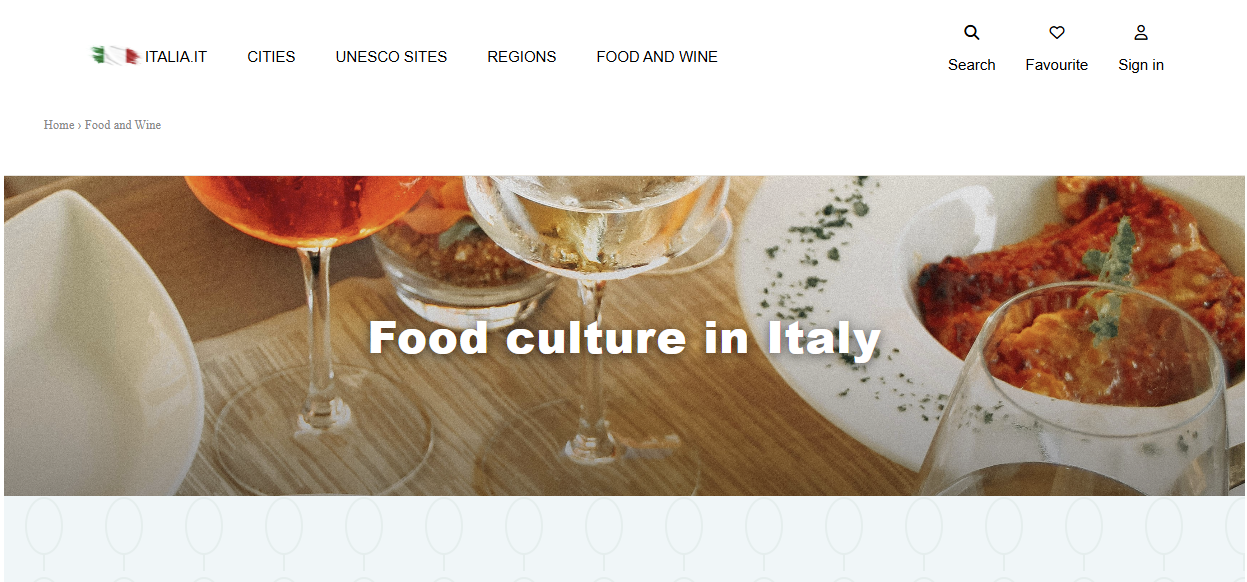 ITALIA.IT CITIES UNESCO SITES REGIONS FOOD AND WINE
Search Favourite Sign in
Home › Food and Wine
Food culture in Italy